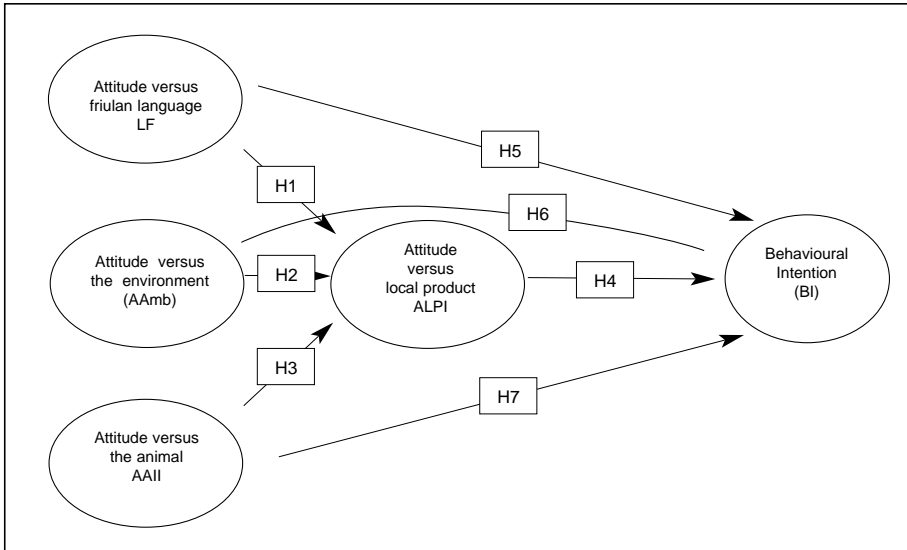 Attitude versus
friulan language
LF
H5
H1
H6
Attitude versus
the environment
(AAmb)
H2
Attitude
versus
local product
ALPI
H4
Behavioural
Intention
(BI)
H3
H7
Attitude versus
the animal
AAII